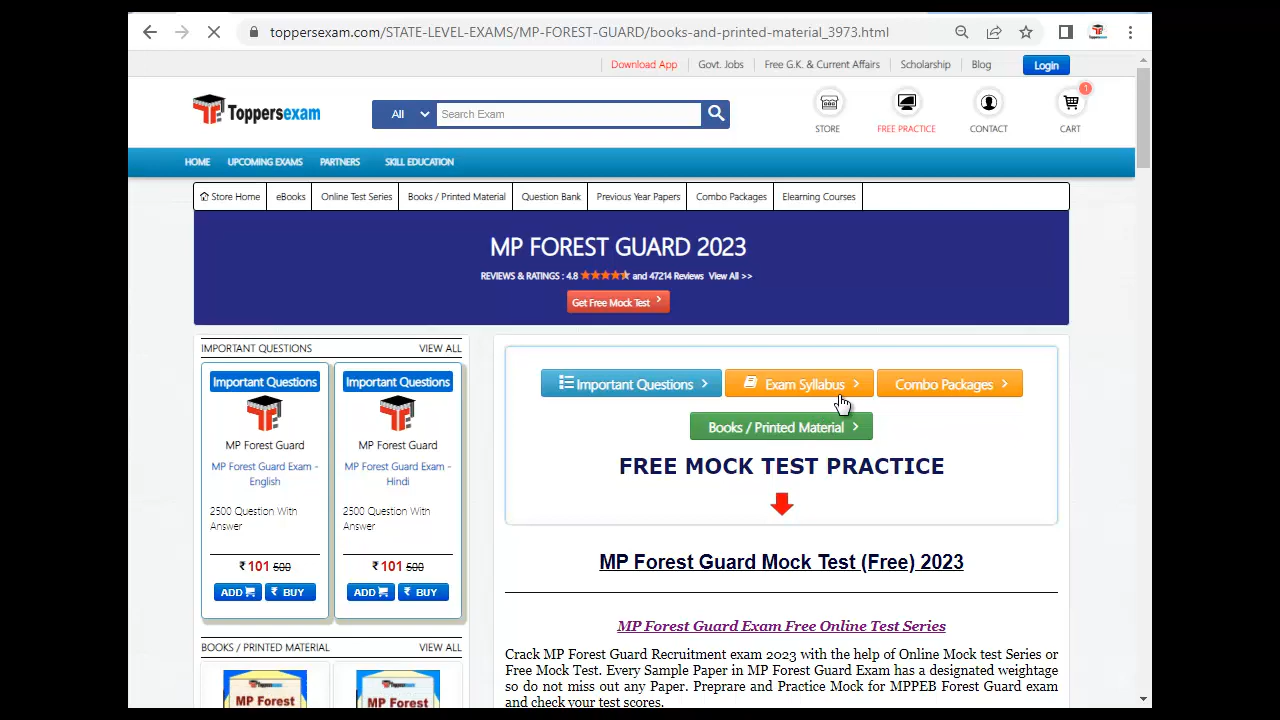 toppersexam.com/STATE-LEVEL-EXAMS/MP-FOREST-GUARD/books-and-printed-material_3973.html
Download App Govt. Jobs Free G.K. & Current Affairs Scholarship Blog Login
Toppersexam
All Search Exam
STORE FREE PRACTICE CONTACT 1 CART
HOME UPCOMING EXAMS PARTNERS SKILL EDUCATION
Store Home eBooks Online Test Series Books / Printed Material Question Bank Previous Year Papers Combo Packages Elearning Courses
MP FOREST GUARD 2023
REVIEWS & RATINGS : 4.8 and 47214 Reviews View All >>
Get Free Mock Test
IMPORTANT QUESTIONS VIEW ALL
Important Questions
MP Forest Guard
MP Forest Guard Exam -
English
2500 Question With
Answer
₹ 101 500
ADD ₹ BUY
Important Questions
MP Forest Guard
MP Forest Guard Exam -
Hindi
2500 Question With
Answer
₹ 101 500
ADD ₹ BUY
BOOKS / PRINTED MATERIAL VIEW ALL
Toppersexam
MP Forest
Toppersexam
MP Forest
Important Questions Exam Syllabus Combo Packages
Books / Printed Material
FREE MOCK TEST PRACTICE
MP Forest Guard Mock Test (Free) 2023
MP Forest Guard Exam Free Online Test Series
Crack MP Forest Guard Recruitment exam 2023 with the help of Online Mock test Series or
Free Mock Test. Every Sample Paper in MP Forest Guard Exam has a designated weightage
so do not miss out any Paper. Preprare and Practice Mock for MPPEB Forest Guard exam
and check your test scores.